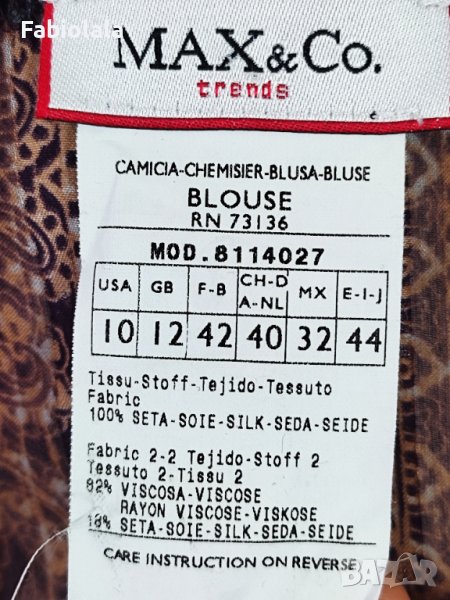 Fabiolala
MAX&Co.
trends
CAMICIA-CHEMISIER-BLUSA-BLUSE
BLOUSE
RN 73136
MOD.8114027
USA GB F-B CH-D A-NL MX E-I-J
10 12 42 40 32 44
Tissu-Stoff-Tejido-Tessuto
Fabric
100% SETA-SOIE-SILK-SEDA-SEIDE
Fabric 2-2 Tejido-Stoff 2
Tessuto 2-Tissu 2
82% VISCOSA-VISCOSE
RAYON VISCOSE-VISKOSE
18% SETA-SOIE-SILK-SEDA-SEIDE
CARE INSTRUCTION ON REVERSE)
BAZAR